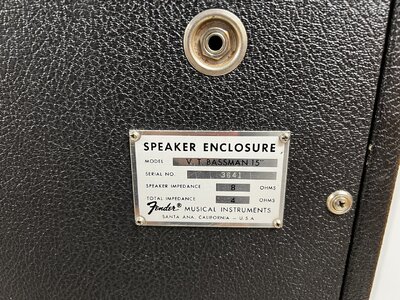 SPEAKER ENCLOSURE
MODEL V. T. BASSMAN 15
SERIAL NO. 3641
SPEAKER IMPEDANCE 8 OHMS
TOTAL IMPEDANCE 4 OHMS
Fender® MUSICAL INSTRUMENTS
SANTA ANA, CALIFORNIA - U.S.A.